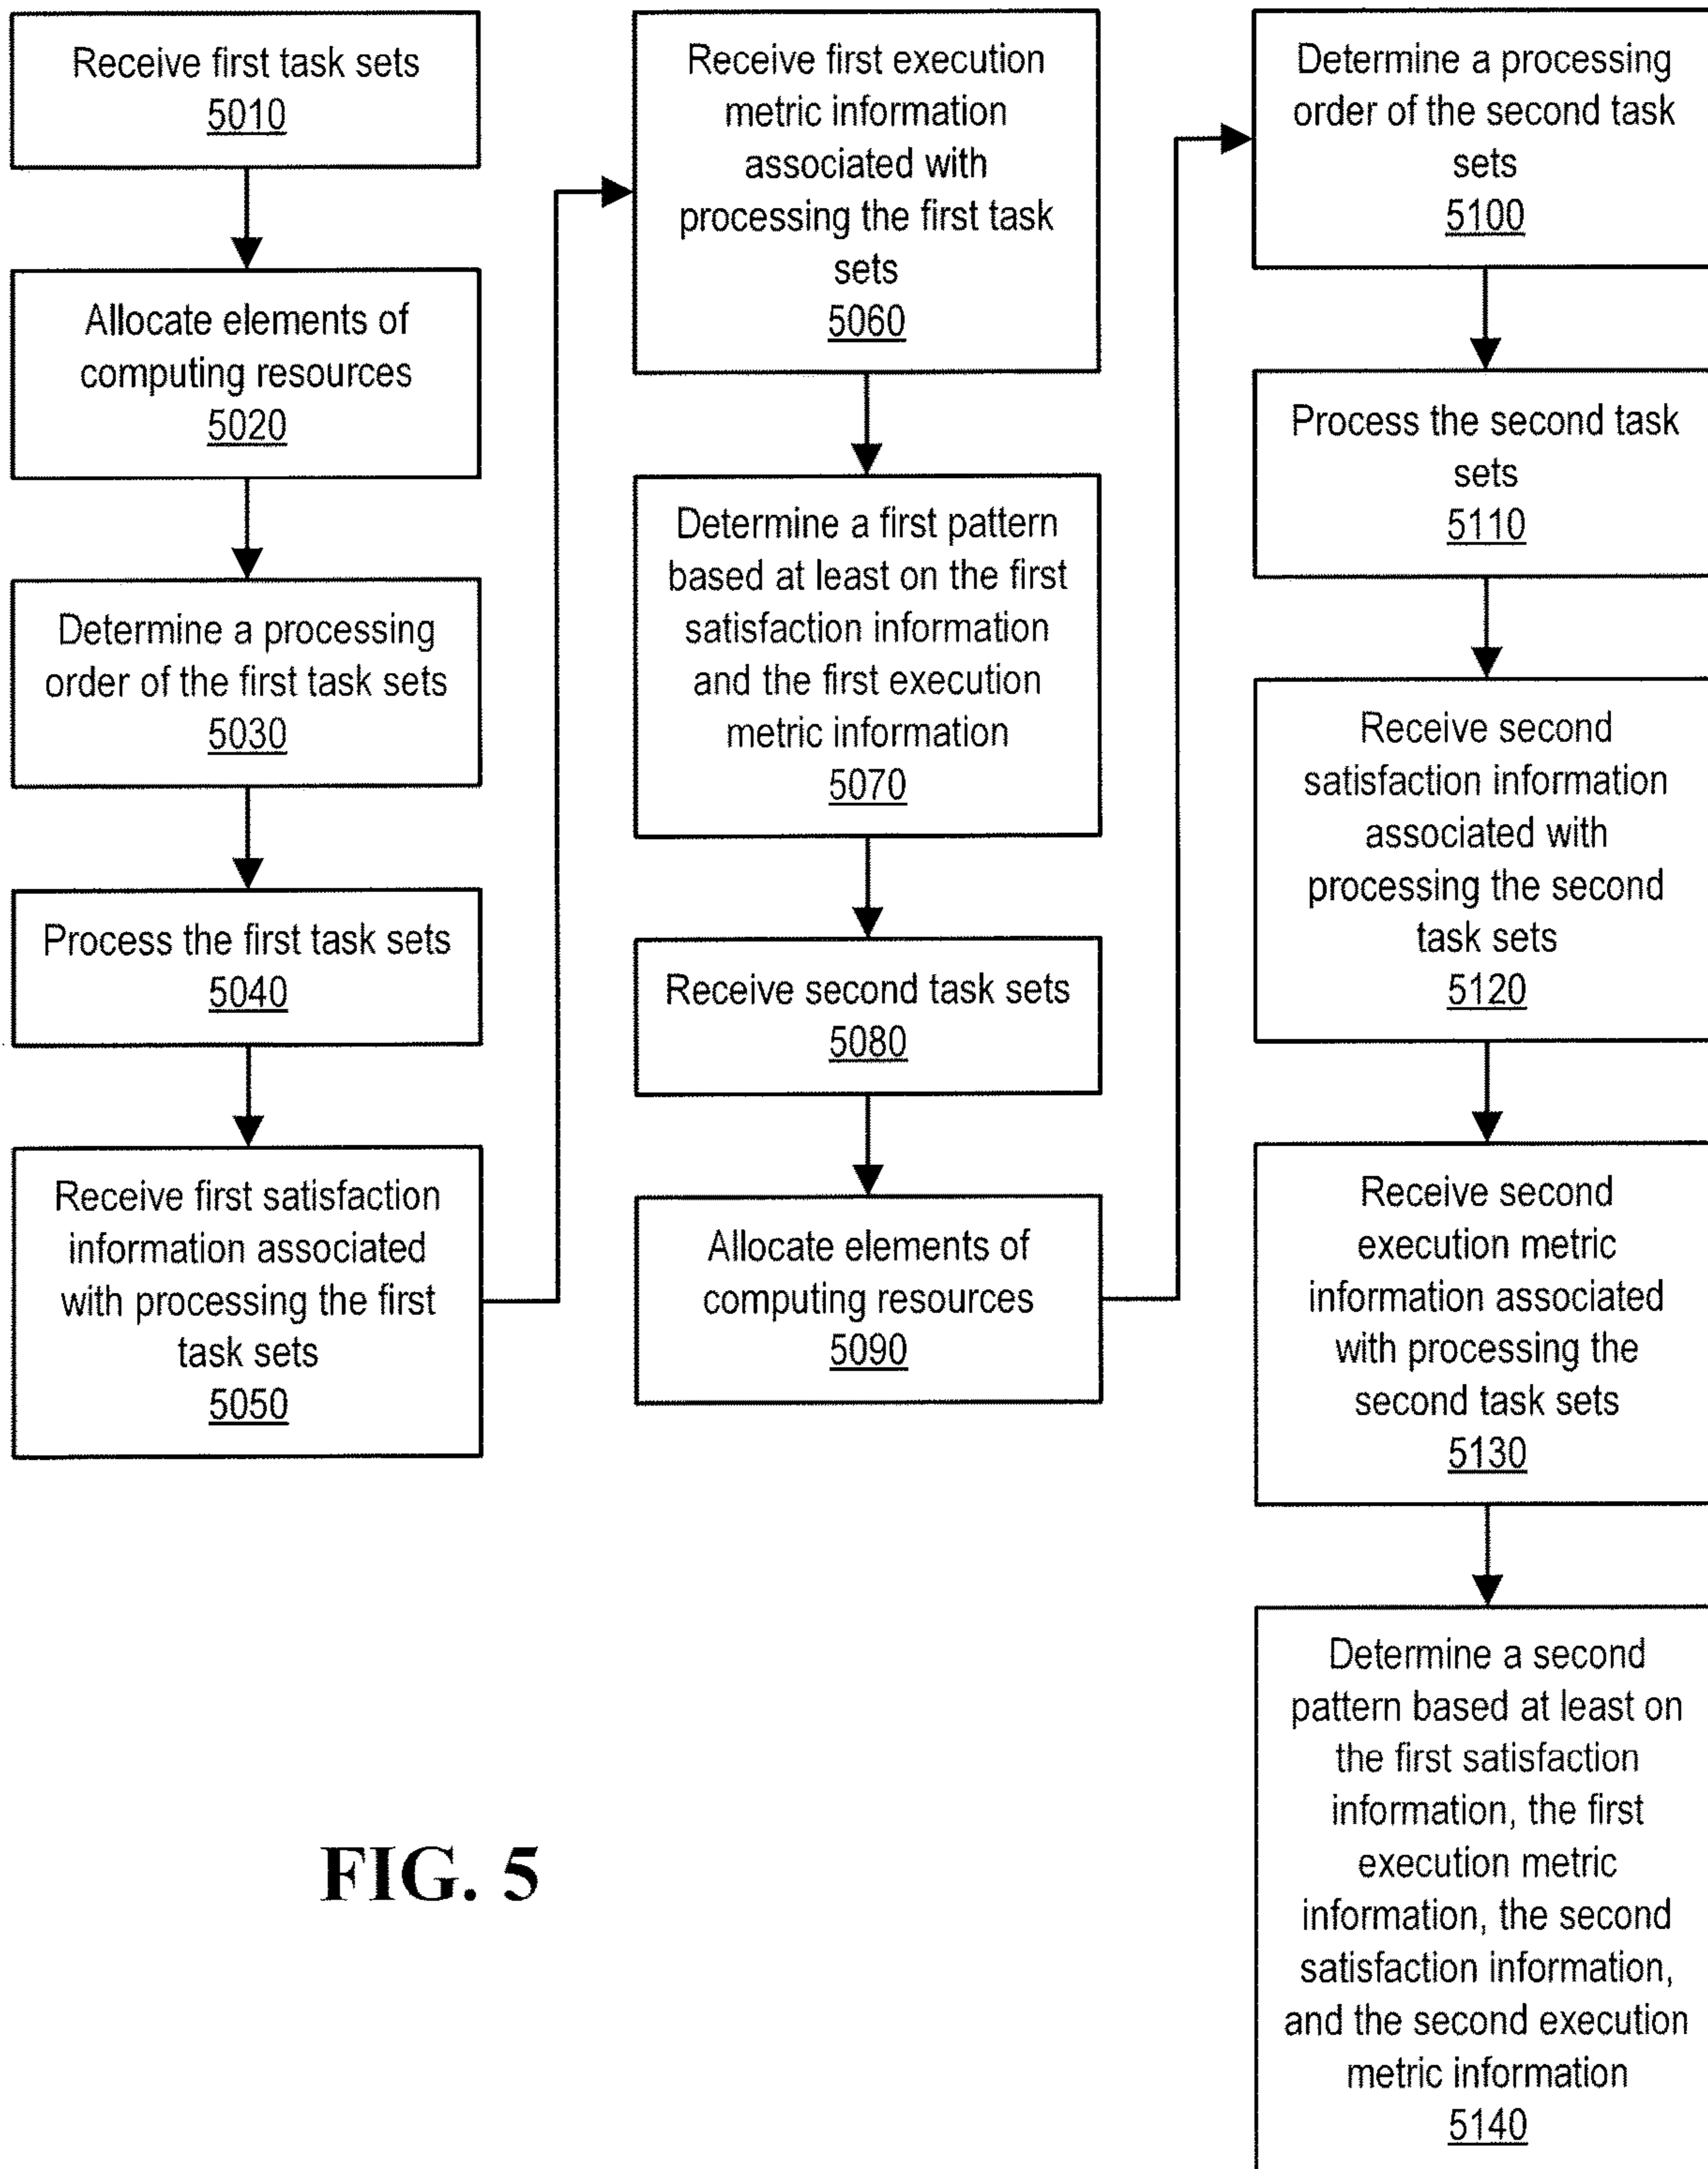 Receive first task sets
5010
Allocate elements of
computing resources
5020
Determine a processing
order of the first task sets
5030
Process the first task sets
5040
Receive first satisfaction
information associated
with processing the first
task sets
5050
Receive first execution
metric information
associated with
processing the first task
sets
5060
Determine a first pattern
based at least on the first
satisfaction information
and the first execution
metric information
5070
Receive second task sets
5080
Allocate elements of
computing resources
5090
Determine a processing
order of the second task
sets
5100
Process the second task
sets
5110
Receive second
satisfaction information
associated with
processing the second
task sets
5120
Receive second
execution metric
information associated
with processing the
second task sets
5130
Determine a second
pattern based at least on
the first satisfaction
information, the first
execution metric
information, the second
satisfaction information,
and the second execution
metric information
5140
FIG. 5